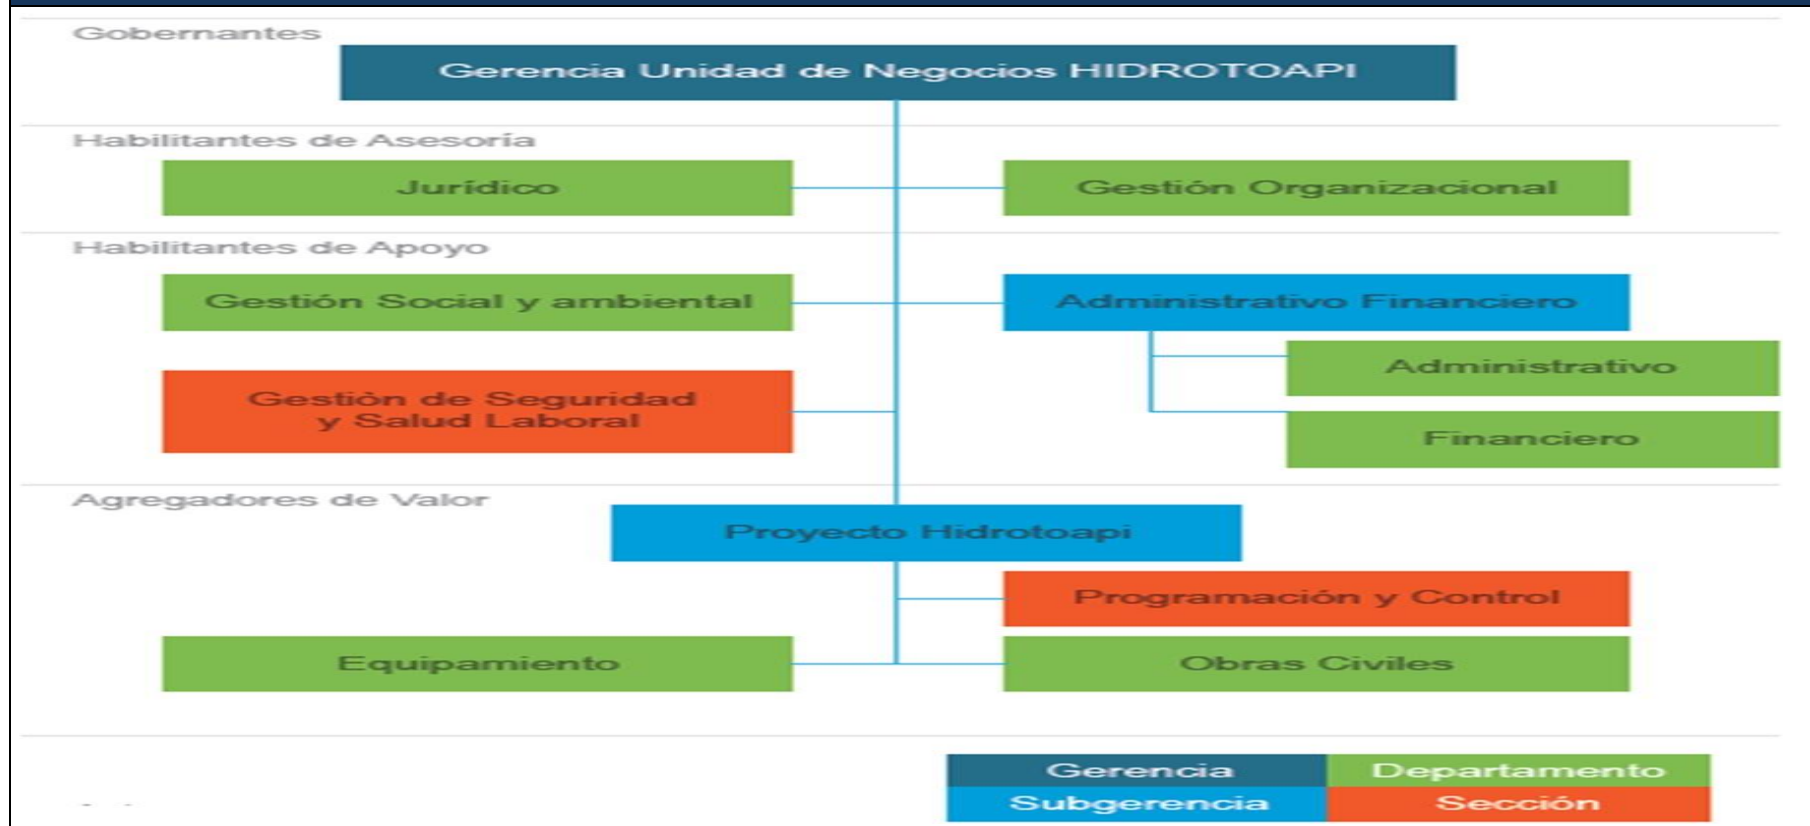 Gobernantes
Gerencia Unidad de Negocios HIDROTOAPI
Habilitantes de Asesoría
Jurídico
Gestión Organizacional
Habilitantes de Apoyo
Gestión Social y ambiental
Administrativo Financiero
Administrativo
Gestiòn de Seguridad
y Salud Laboral
Financiero
Agregadores de Valor
Proyecto Hidrotoapi
Programación y Control
Equipamiento
Obras Civiles
Gerencia
Departamento
Subgerencia
Sección